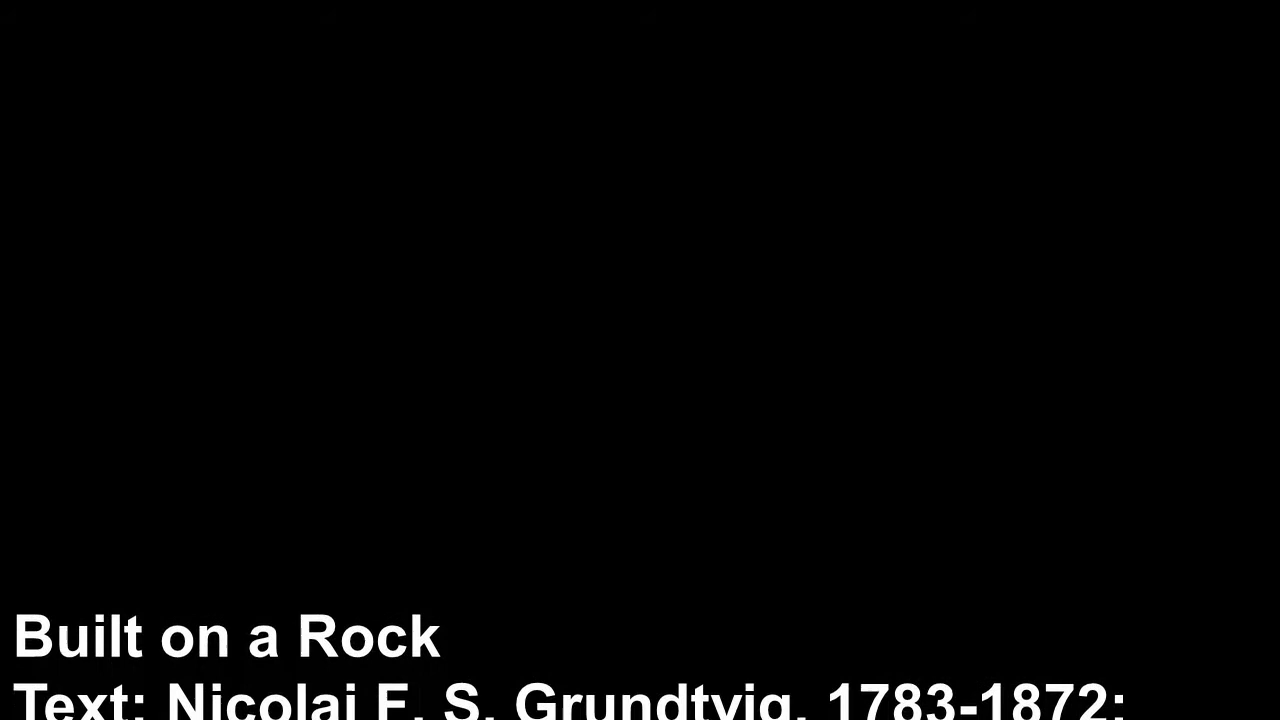 Built on a Rock
Text: Nicolai F. S. Grundtvig, 1783-1872;